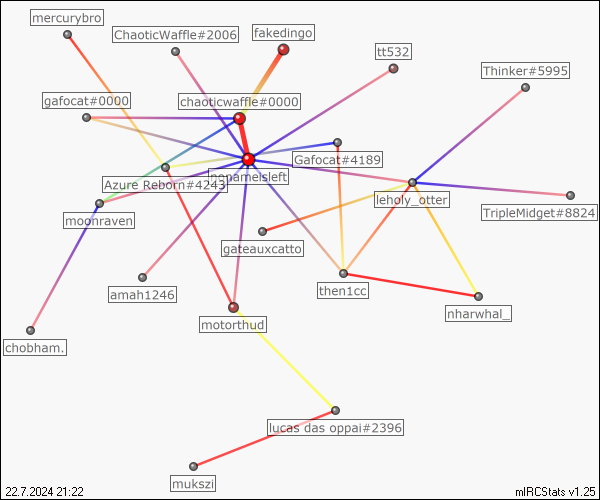 mercurybro
ChaoticWaffle#2006
fakedingo
tt532
Thinker#5995
gafocat#0000
chaoticwaffle#0000
Gafocat#4189
nonameisleft
Azure Reborn#4243
leholy_otter
TripleMidget#8824
moonraven
gateauxcatto
amah1246
then1cc
nharwhal_
motorthud
chobham.
lucas das oppai#2396
mukszi
22.7.2024 21:22
mIRCStats v1.25